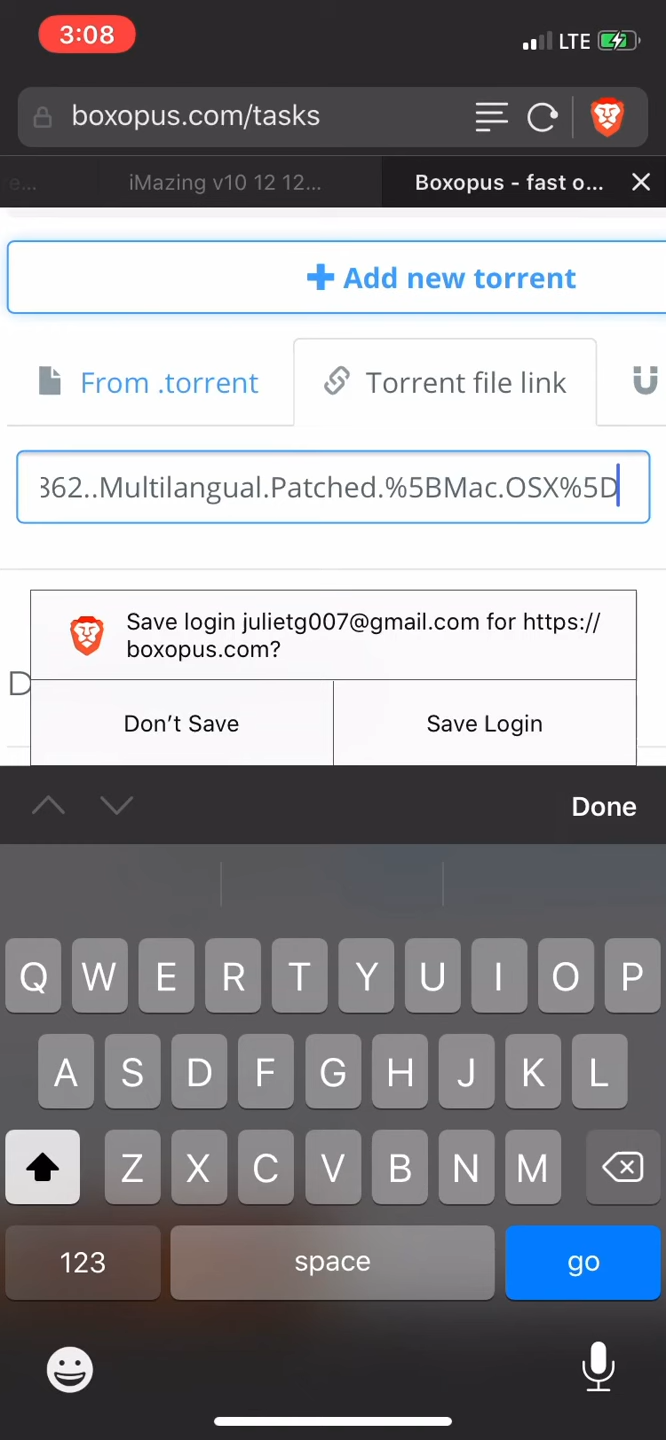 3:08
LTE
boxopus.com/tasks
re...
iMazing v10 12 12...
Boxopus - fast o...
Add new torrent
From .torrent
Torrent file link
362..Multilangual.Patched.%5BMac.OSX%5D
Save login julietg007@gmail.com for https://
boxopus.com?
D
Don't Save
Save Login
Done
Q W E R T Y U I O P
A S D F G H J K L
Z X C V B N M
123
space
go